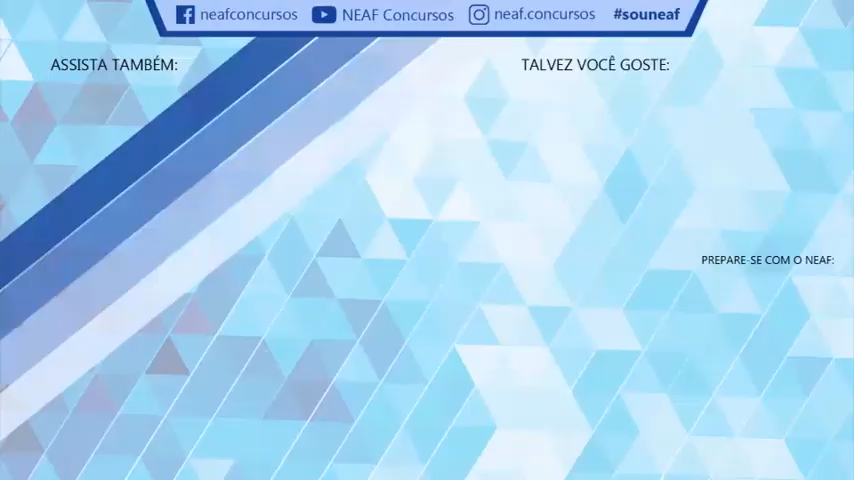 neafconcursos NEAF Concursos neaf.concursos #souneaf
ASSISTA TAMBÉM: TALVEZ VOCÊ GOSTE:
PREPARE-SE COM O NEAF: